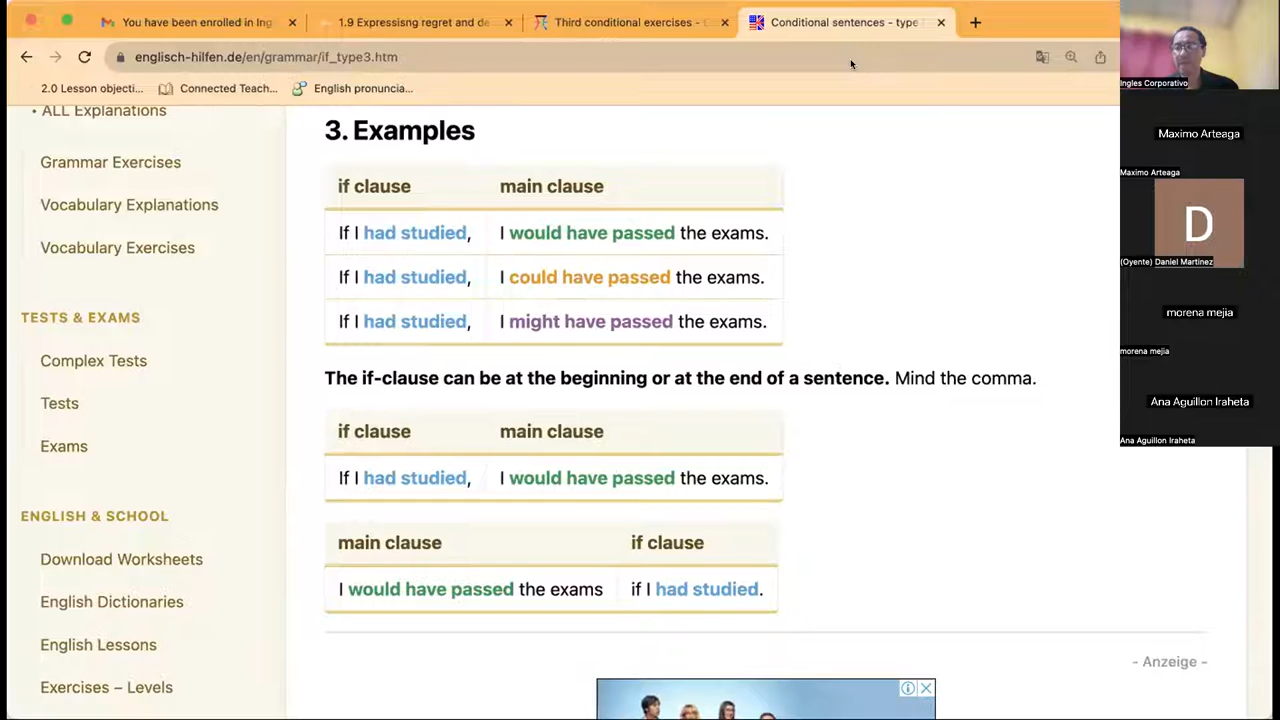 You have been enrolled in Ing
1.9 Expressisng regret and de
Third conditional exercises -
Conditional sentences - type
englisch-hilfen.de/en/grammar/if_type3.htm
2.0 Lesson objecti...
Connected Teach...
English pronuncia...
• ALL Explanations
Grammar Exercises
Vocabulary Explanations
Vocabulary Exercises
TESTS & EXAMS
Complex Tests
Tests
Exams
ENGLISH & SCHOOL
Download Worksheets
English Dictionaries
English Lessons
Exercises – Levels
3. Examples
if clause main clause
If I had studied, I would have passed the exams.
If I had studied, I could have passed the exams.
If I had studied, I might have passed the exams.
The if-clause can be at the beginning or at the end of a sentence. Mind the comma.
if clause main clause
If I had studied, I would have passed the exams.
main clause if clause
I would have passed the exams if I had studied.
- Anzeige -
Ingles Corporativo
Maximo Arteaga
Maximo Arteaga
D
(Oyente) Daniel Martinez
morena mejia
morena mejia
Ana Aguillon Iraheta
Ana Aguillon Iraheta